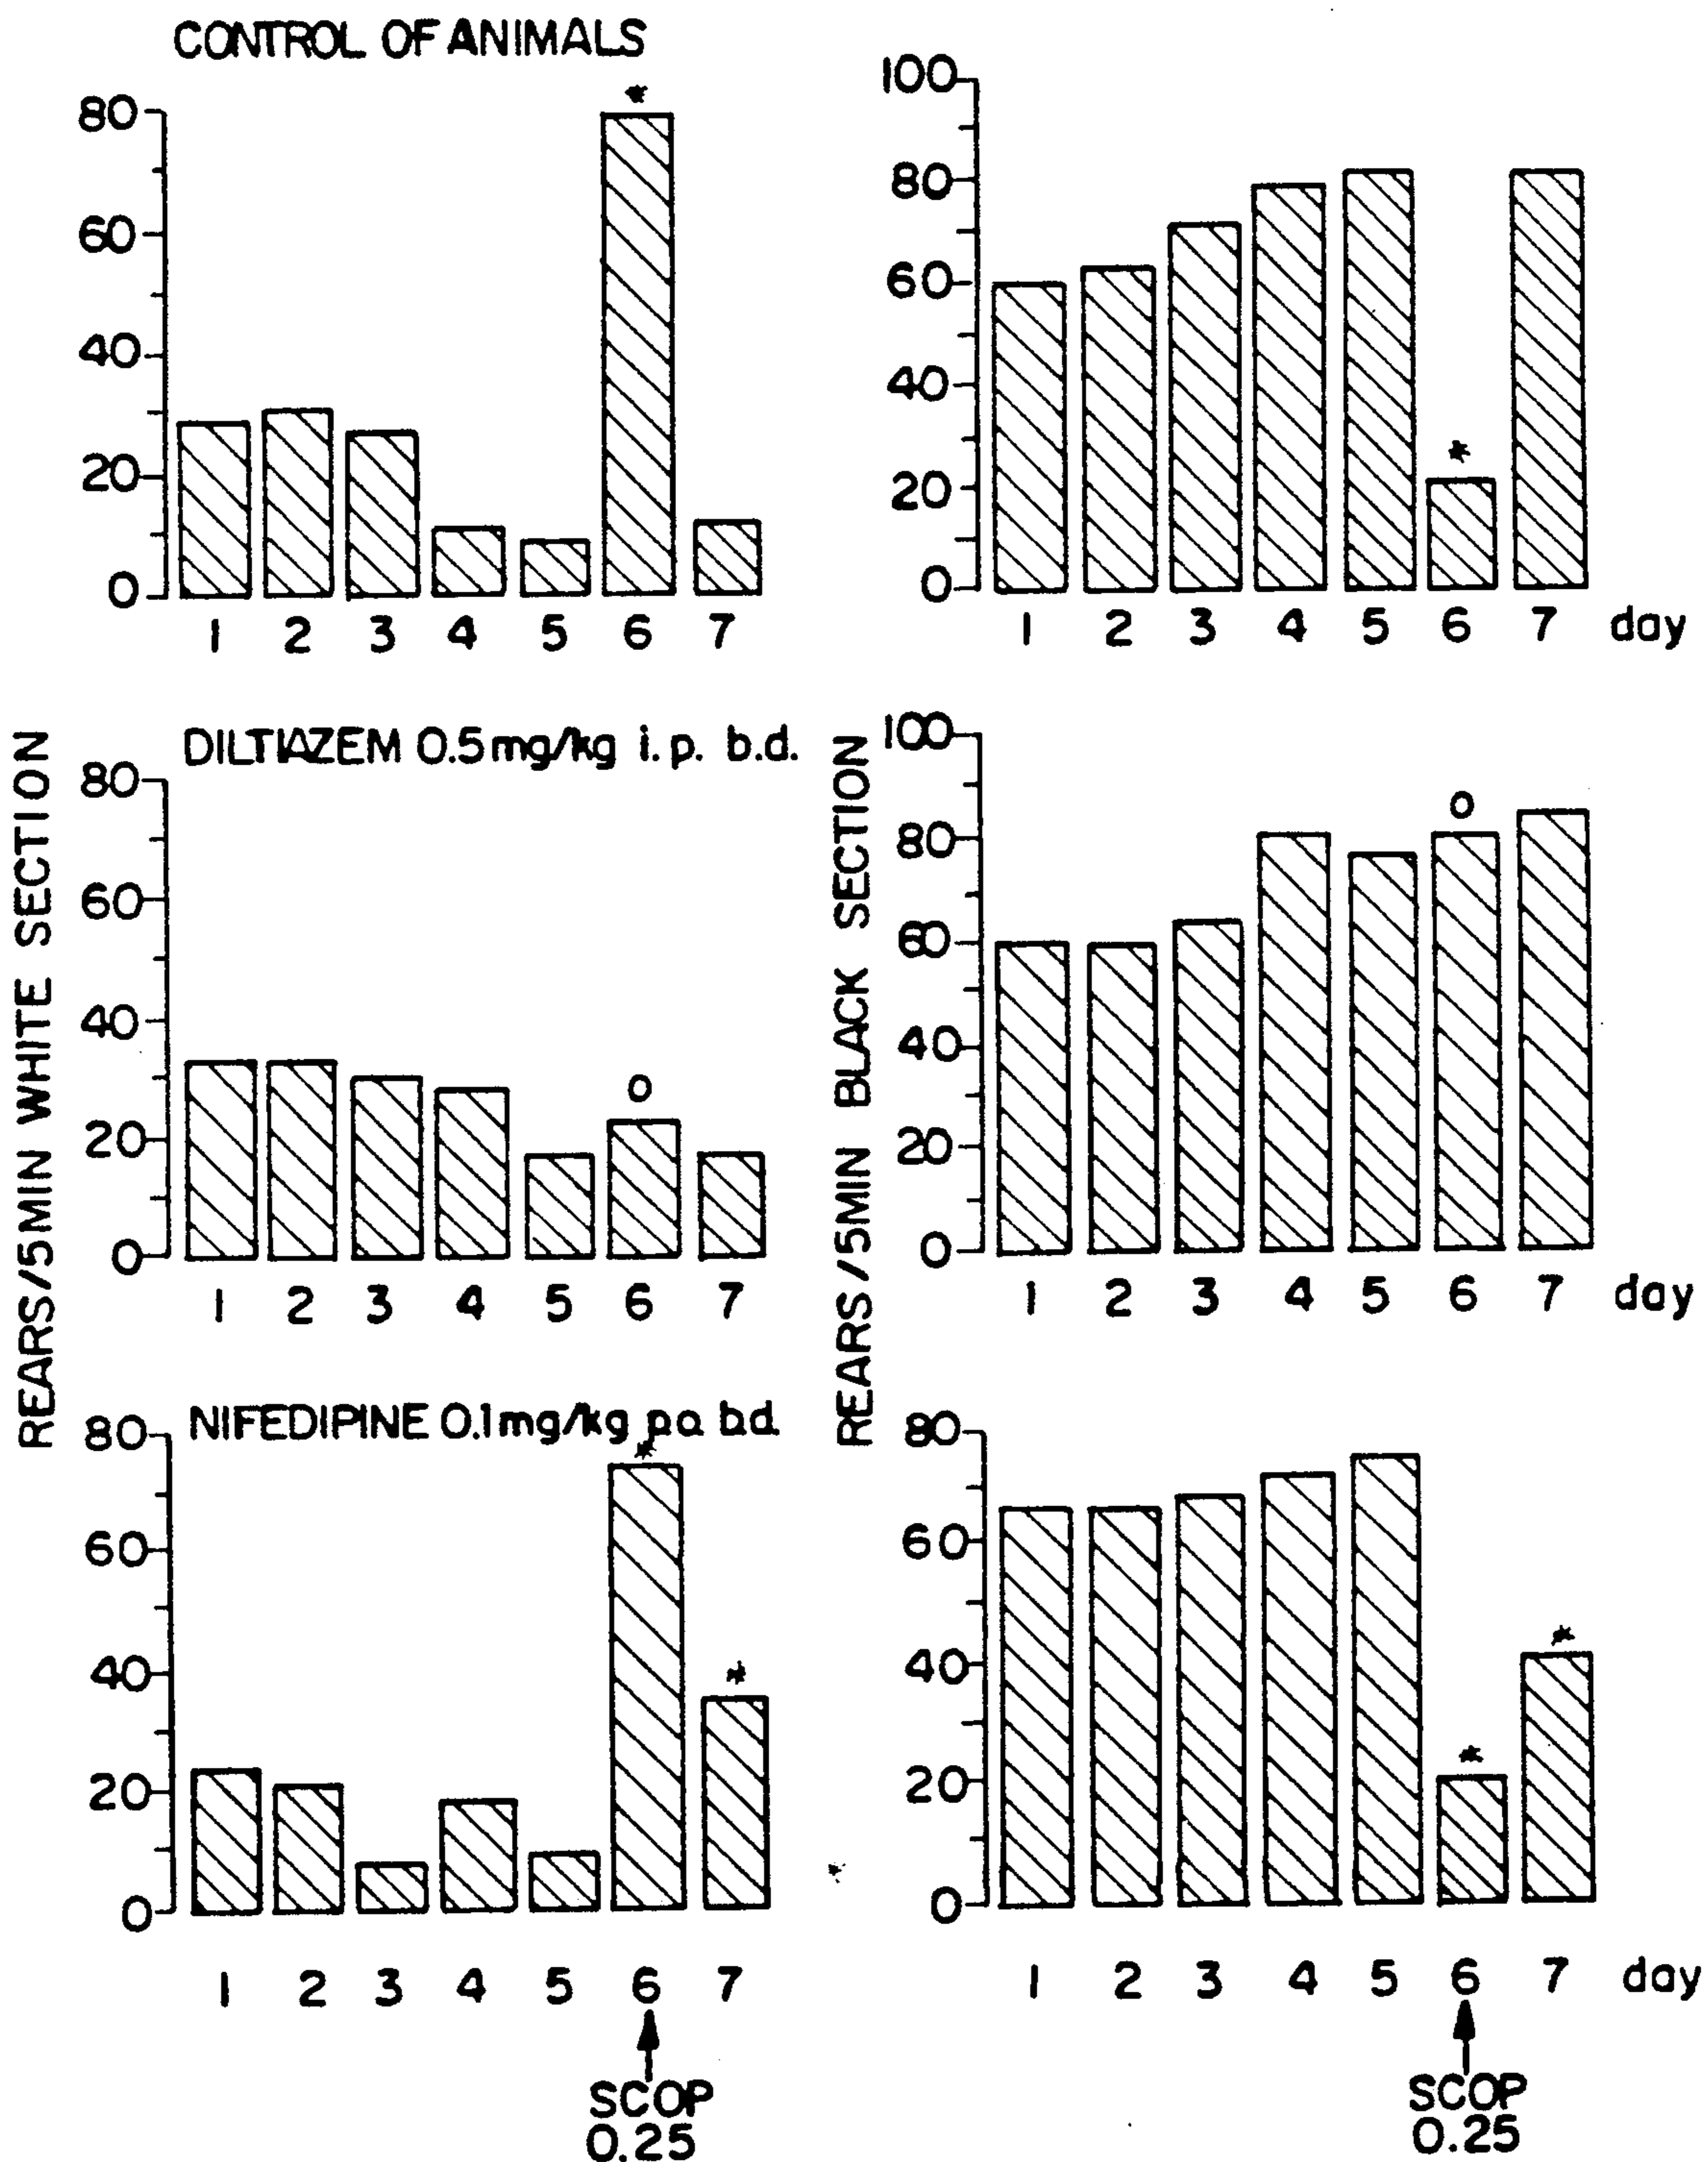 CONTROL OF ANIMALS
80
60
40
20
0
*
1 2 3 4 5 6 7
100
80
60
40
20
0
*
1 2 3 4 5 6 7 day
REARS/5MIN WHITE SECTION
DILTIAZEM 0.5mg/kg i.p. b.d.
80
60
40
20
0
o
1 2 3 4 5 6 7
REARS/5MIN BLACK SECTION
100
80
60
40
20
0
o
1 2 3 4 5 6 7 day
NIFEDIPINE 0.1mg/kg p.o. b.d.
80
60
40
20
0
* *
1 2 3 4 5 6 7
SCOP
0.25
80
60
40
20
0
* *
1 2 3 4 5 6 7 day
SCOP
0.25